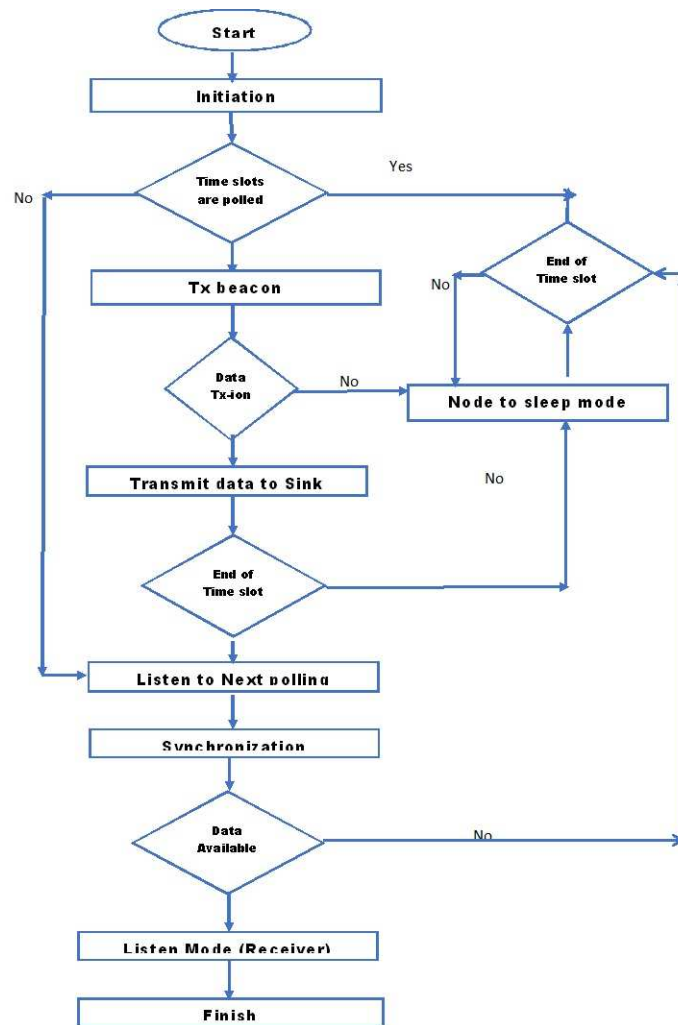 Start
Initiation
Time slots
are polled
Yes
No
Tx beacon
End of
Time slot
No
Data
Tx-ion
No
Node to sleep mode
Transmit data to Sink
No
End of
Time slot
Listen to Next polling
Synchronization
Data
Available
No
Listen Mode (Receiver)
Finish